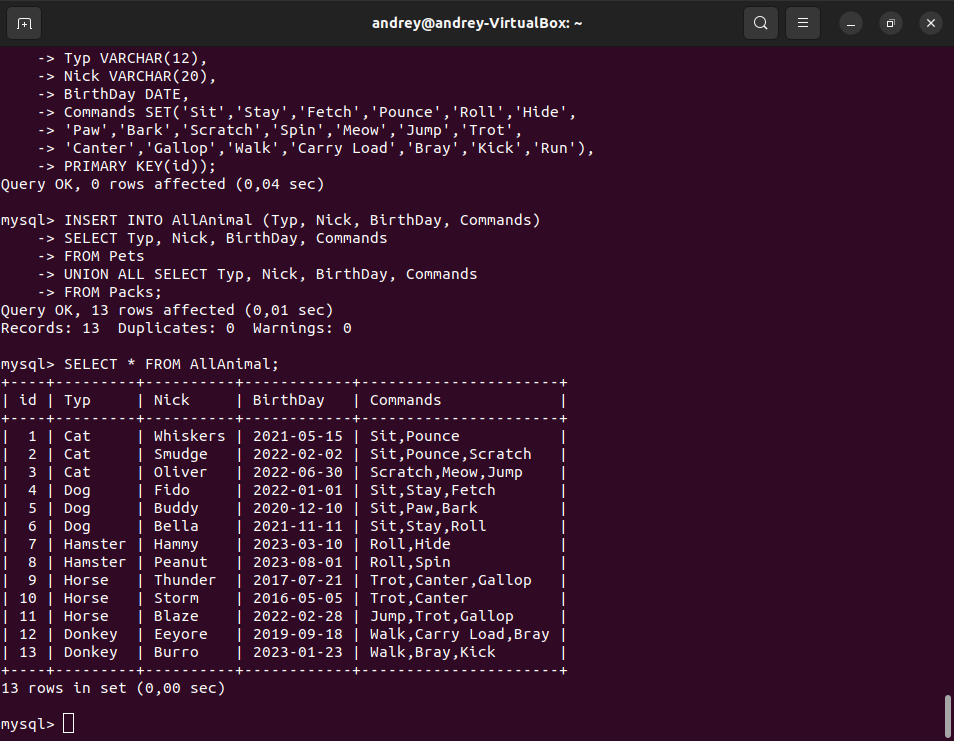 andrey@andrey-VirtualBox: ~
    -> Typ VARCHAR(12),
    -> Nick VARCHAR(20),
    -> BirthDay DATE,
    -> Commands SET('Sit','Stay','Fetch','Pounce','Roll','Hide',
    -> 'Paw','Bark','Scratch','Spin','Meow','Jump','Trot',
    -> 'Canter','Gallop','Walk','Carry Load','Bray','Kick','Run'),
    -> PRIMARY KEY(id));
Query OK, 0 rows affected (0,04 sec)

mysql> INSERT INTO AllAnimal (Typ, Nick, BirthDay, Commands)
    -> SELECT Typ, Nick, BirthDay, Commands
    -> FROM Pets
    -> UNION ALL SELECT Typ, Nick, BirthDay, Commands
    -> FROM Packs;
Query OK, 13 rows affected (0,01 sec)
Records: 13  Duplicates: 0  Warnings: 0

mysql> SELECT * FROM AllAnimal;
+----+---------+----------+------------+----------------------+
| id | Typ     | Nick     | BirthDay   | Commands             |
+----+---------+----------+------------+----------------------+
|  1 | Cat     | Whiskers | 2021-05-15 | Sit,Pounce           |
|  2 | Cat     | Smudge   | 2022-02-02 | Sit,Pounce,Scratch   |
|  3 | Cat     | Oliver   | 2022-06-30 | Scratch,Meow,Jump    |
|  4 | Dog     | Fido     | 2022-01-01 | Sit,Stay,Fetch       |
|  5 | Dog     | Buddy    | 2020-12-10 | Sit,Paw,Bark         |
|  6 | Dog     | Bella    | 2021-11-11 | Sit,Stay,Roll        |
|  7 | Hamster | Hammy    | 2023-03-10 | Roll,Hide            |
|  8 | Hamster | Peanut   | 2023-08-01 | Roll,Spin            |
|  9 | Horse   | Thunder  | 2017-07-21 | Trot,Canter,Gallop   |
| 10 | Horse   | Storm    | 2016-05-05 | Trot,Canter          |
| 11 | Horse   | Blaze    | 2022-02-28 | Jump,Trot,Gallop     |
| 12 | Donkey  | Eeyore   | 2019-09-18 | Walk,Carry Load,Bray |
| 13 | Donkey  | Burro    | 2023-01-23 | Walk,Bray,Kick       |
+----+---------+----------+------------+----------------------+
13 rows in set (0,00 sec)

mysql>